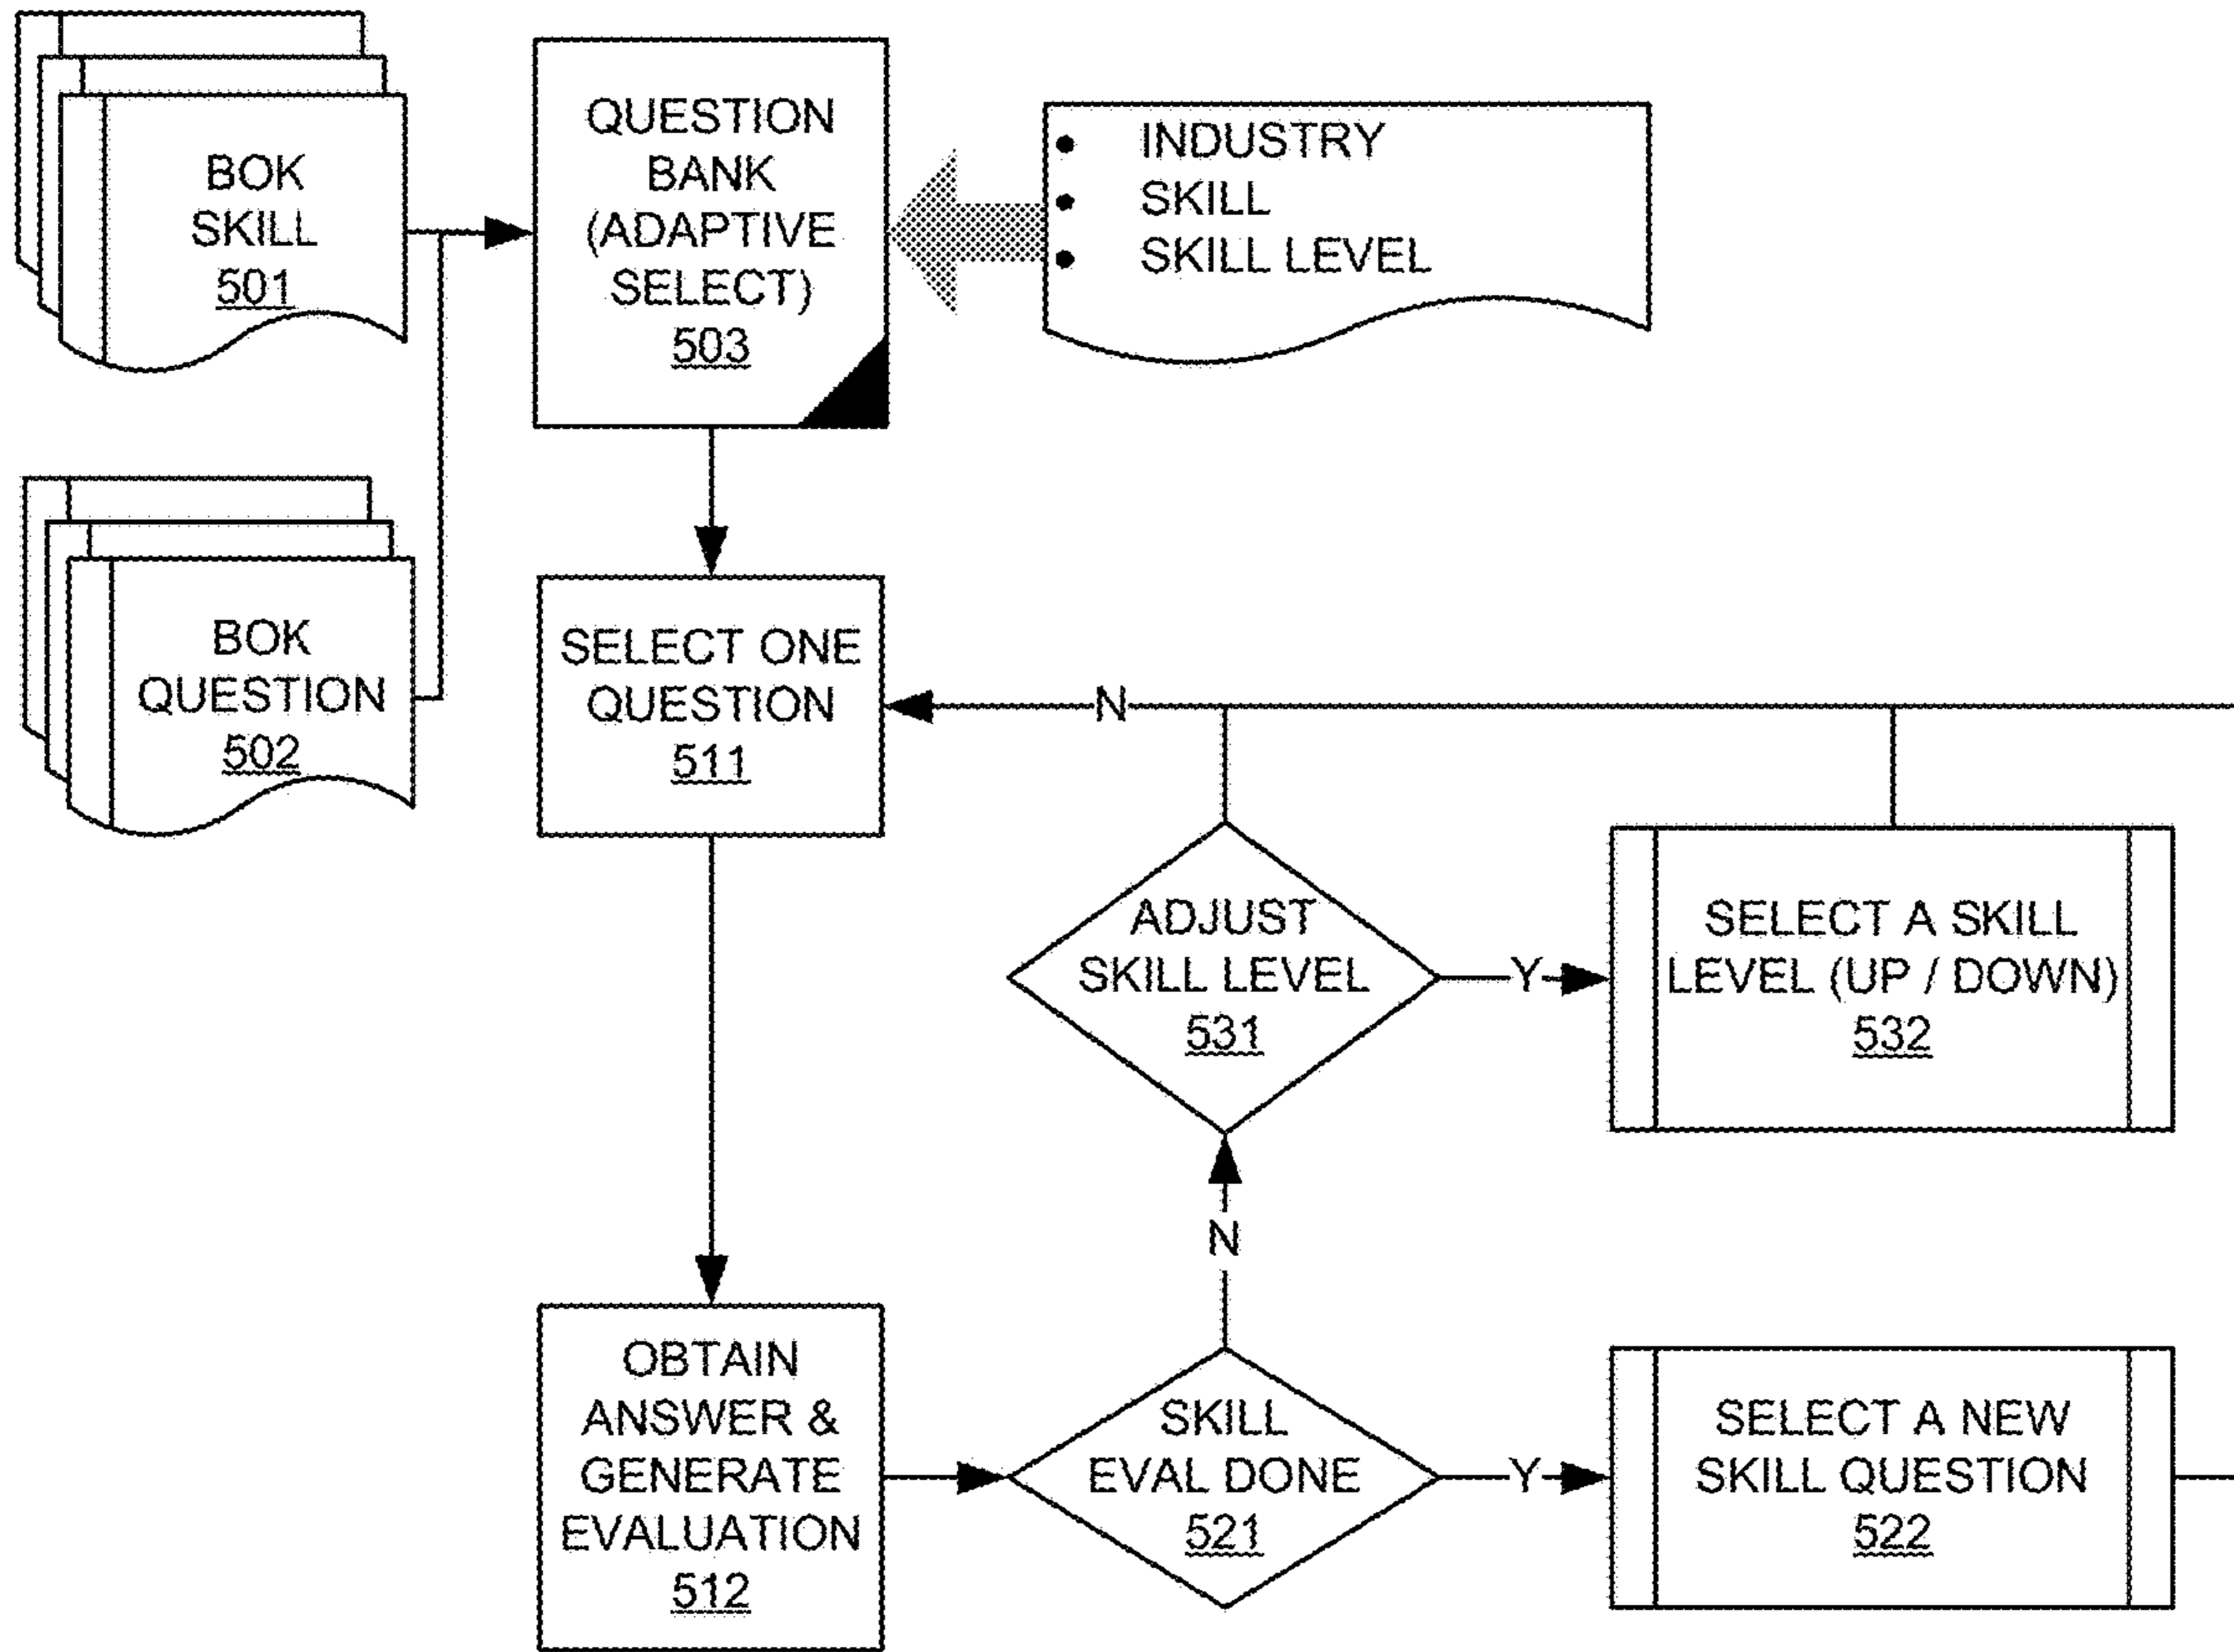 BOK
SKILL
501
QUESTION
BANK
(ADAPTIVE
SELECT)
503
• INDUSTRY
• SKILL
• SKILL LEVEL
BOK
QUESTION
502
SELECT ONE
QUESTION
511
N
ADJUST
SKILL LEVEL
531
Y
SELECT A SKILL
LEVEL (UP / DOWN)
532
N
OBTAIN
ANSWER &
GENERATE
EVALUATION
512
SKILL
EVAL DONE
521
Y
SELECT A NEW
SKILL QUESTION
522